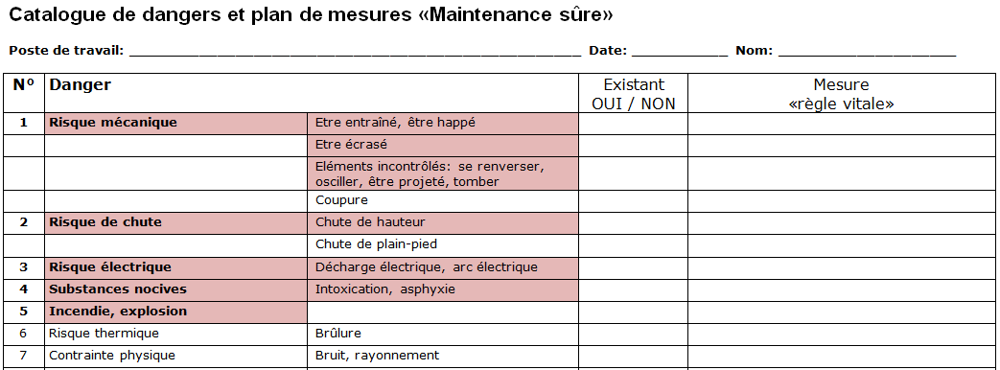 Catalogue de dangers et plan de mesures «Maintenance sûre»
Poste de travail: ______________________________________________________ Date: ___________ Nom: _____________________
Nº Danger Existant Mesure
OUI / NON «règle vitale»
1 Risque mécanique Etre entraîné, être happé
Etre écrasé
Eléments incontrôlés: se renverser,
osciller, être projeté, tomber
Coupure
2 Risque de chute Chute de hauteur
Chute de plain-pied
3 Risque électrique Décharge électrique, arc électrique
4 Substances nocives Intoxication, asphyxie
5 Incendie, explosion
6 Risque thermique Brûlure
7 Contrainte physique Bruit, rayonnement